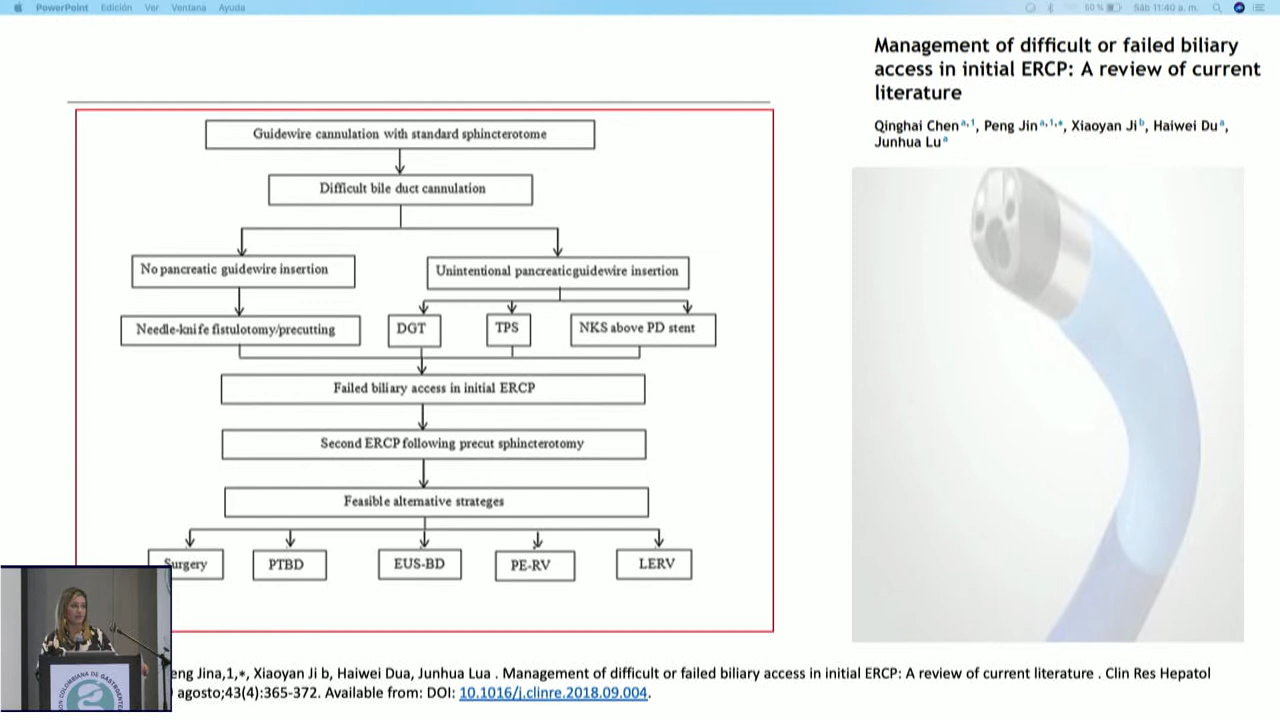 PowerPoint Edición Ver Ventana Ayuda
50 % Sáb 11:40 a. m.
Management of difficult or failed biliary
access in initial ERCP: A review of current
literature
Qinghai Chen a,1, Peng Jin a,1,*, Xiaoyan Ji b, Haiwei Du a,
Junhua Lu a
Guidewire cannulation with standard sphincterotome
Difficult bile duct cannulation
No pancreatic guidewire insertion
Unintentional pancreaticguidewire insertion
Needle-knife fistulotomy/precutting
DGT
TPS
NKS above PD stent
Failed biliary access in initial ERCP
Second ERCP following precut sphincterotomy
Feasible alternative strateges
Surgery
PTBD
EUS-BD
PE-RV
LERV
eng Jina,1,*, Xiaoyan Ji b, Haiwei Dua, Junhua Lua . Management of difficult or failed biliary access in initial ERCP: A review of current literature . Clin Res Hepatol
agosto;43(4):365-372. Available from: DOI: 10.1016/j.clinre.2018.09.004.
COLOMBIANA DE